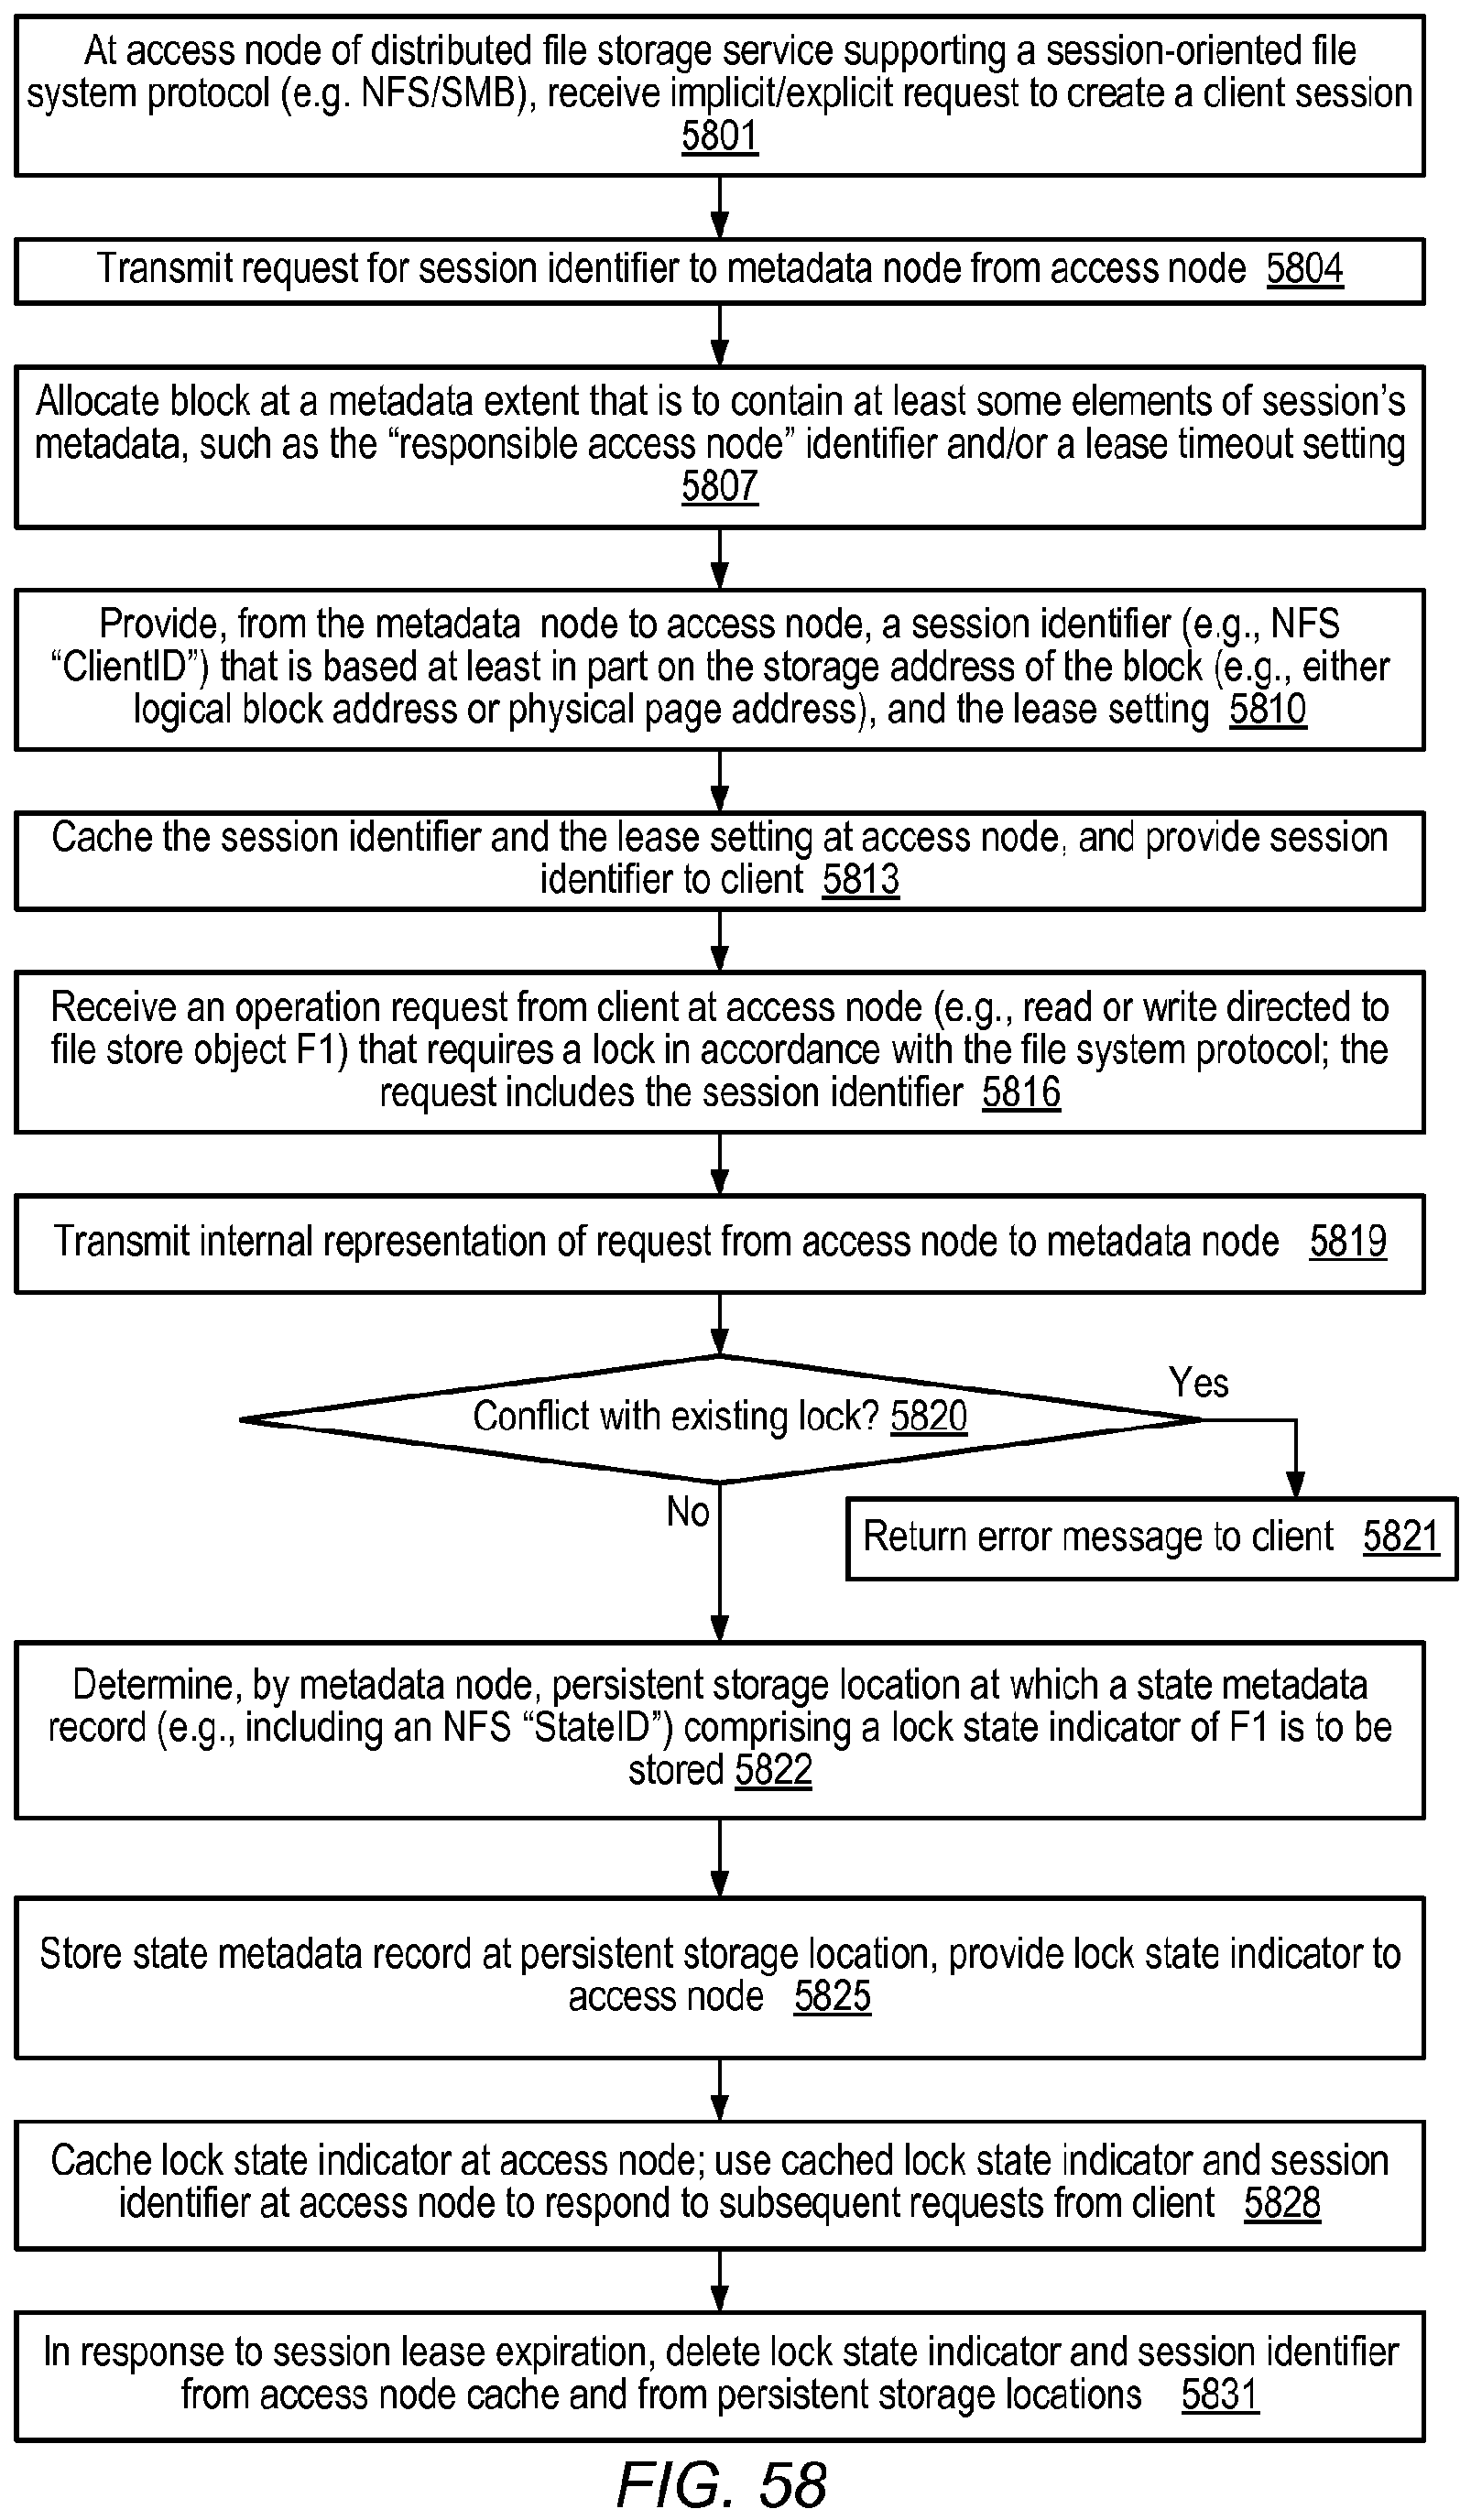 At access node of distributed file storage service supporting a session-oriented file
system protocol (e.g. NFS/SMB), receive implicit/explicit request to create a client session
5801
Transmit request for session identifier to metadata node from access node 5804
Allocate block at a metadata extent that is to contain at least some elements of session’s
metadata, such as the “responsible access node” identifier and/or a lease timeout setting
5807
Provide, from the metadata node to access node, a session identifier (e.g., NFS
“ClientID”) that is based at least in part on the storage address of the block (e.g., either
logical block address or physical page address), and the lease setting 5810
Cache the session identifier and the lease setting at access node, and provide session
identifier to client 5813
Receive an operation request from client at access node (e.g., read or write directed to
file store object F1) that requires a lock in accordance with the file system protocol; the
request includes the session identifier 5816
Transmit internal representation of request from access node to metadata node 5819
Conflict with existing lock? 5820
Yes
No
Return error message to client 5821
Determine, by metadata node, persistent storage location at which a state metadata
record (e.g., including an NFS “StateID”) comprising a lock state indicator of F1 is to be
stored 5822
Store state metadata record at persistent storage location, provide lock state indicator to
access node 5825
Cache lock state indicator at access node; use cached lock state indicator and session
identifier at access node to respond to subsequent requests from client 5828
In response to session lease expiration, delete lock state indicator and session identifier
from access node cache and from persistent storage locations 5831
FIG. 58